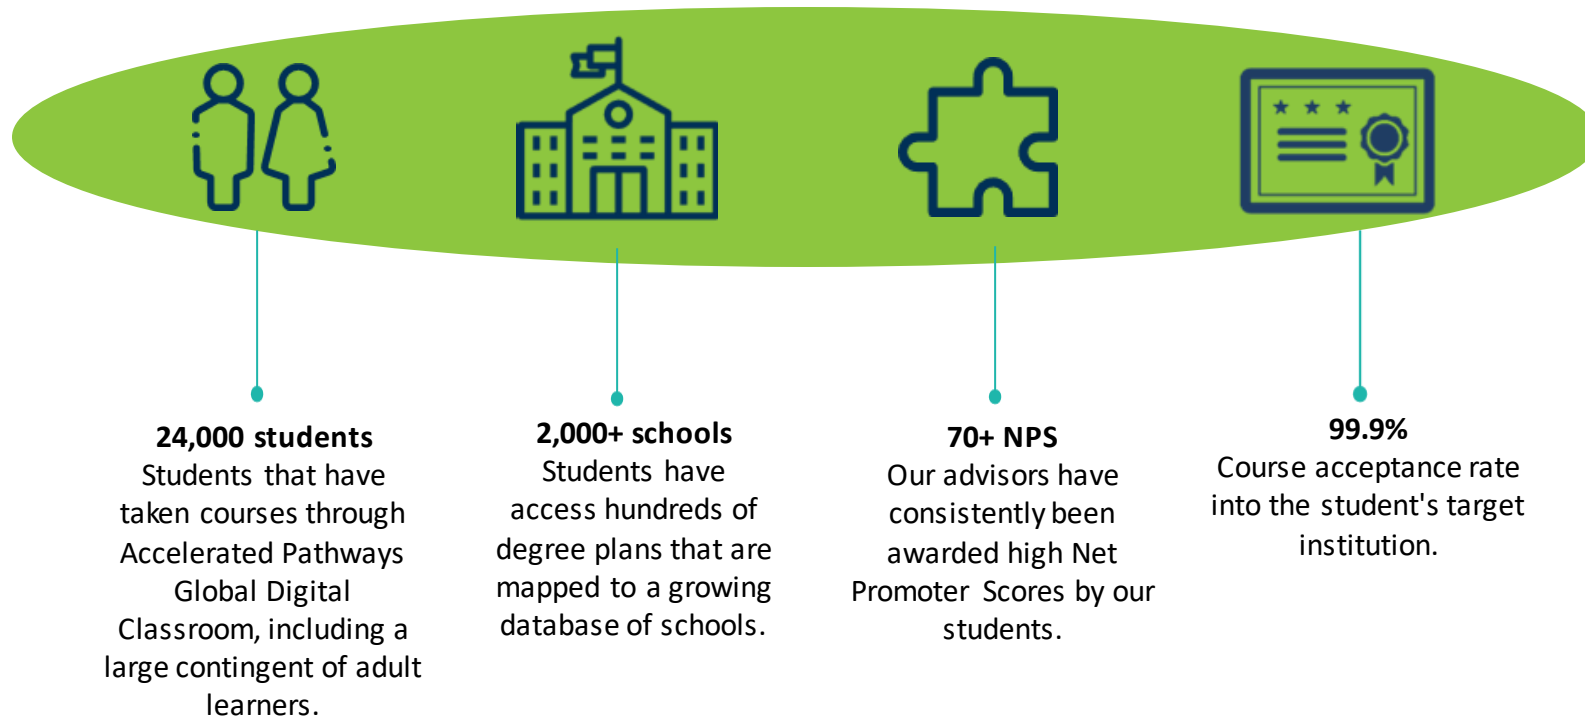 24,000 students
Students that have
taken courses through
Accelerated Pathways
Global Digital
Classroom, including a
large contingent of adult
learners.
2,000+ schools
Students have
access hundreds of
degree plans that are
mapped to a growing
database of schools.
70+ NPS
Our advisors have
consistently been
awarded high Net
Promoter Scores by our
students.
99.9%
Course acceptance rate
into the student's target
institution.